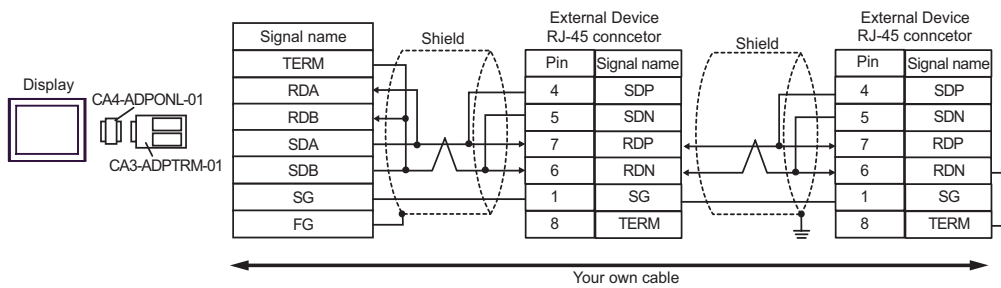 Display
CA4-ADPONL-01
CA3-ADPTRM-01
Signal name
TERM
RDA
RDB
SDA
SDB
SG
FG
Shield
External Device
RJ-45 conncetor
Pin Signal name
4 SDP
5 SDN
7 RDP
6 RDN
1 SG
8 TERM
Shield
External Device
RJ-45 conncetor
Pin Signal name
4 SDP
5 SDN
7 RDP
6 RDN
1 SG
8 TERM
Your own cable